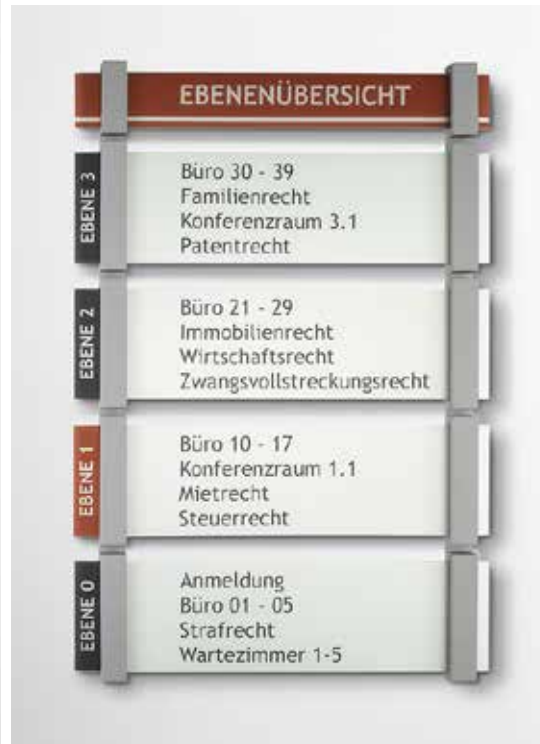 EBENENÜBERSICHT
EBENE 3
Büro 30 - 39
Familienrecht
Konferenzraum 3.1
Patentrecht
EBENE 2
Büro 21 - 29
Immobilienrecht
Wirtschaftsrecht
Zwangsvollstreckungsrecht
EBENE 1
Büro 10 - 17
Konferenzraum 1.1
Mietrecht
Steuerrecht
EBENE 0
Anmeldung
Büro 01 - 05
Strafrecht
Wartezimmer 1-5